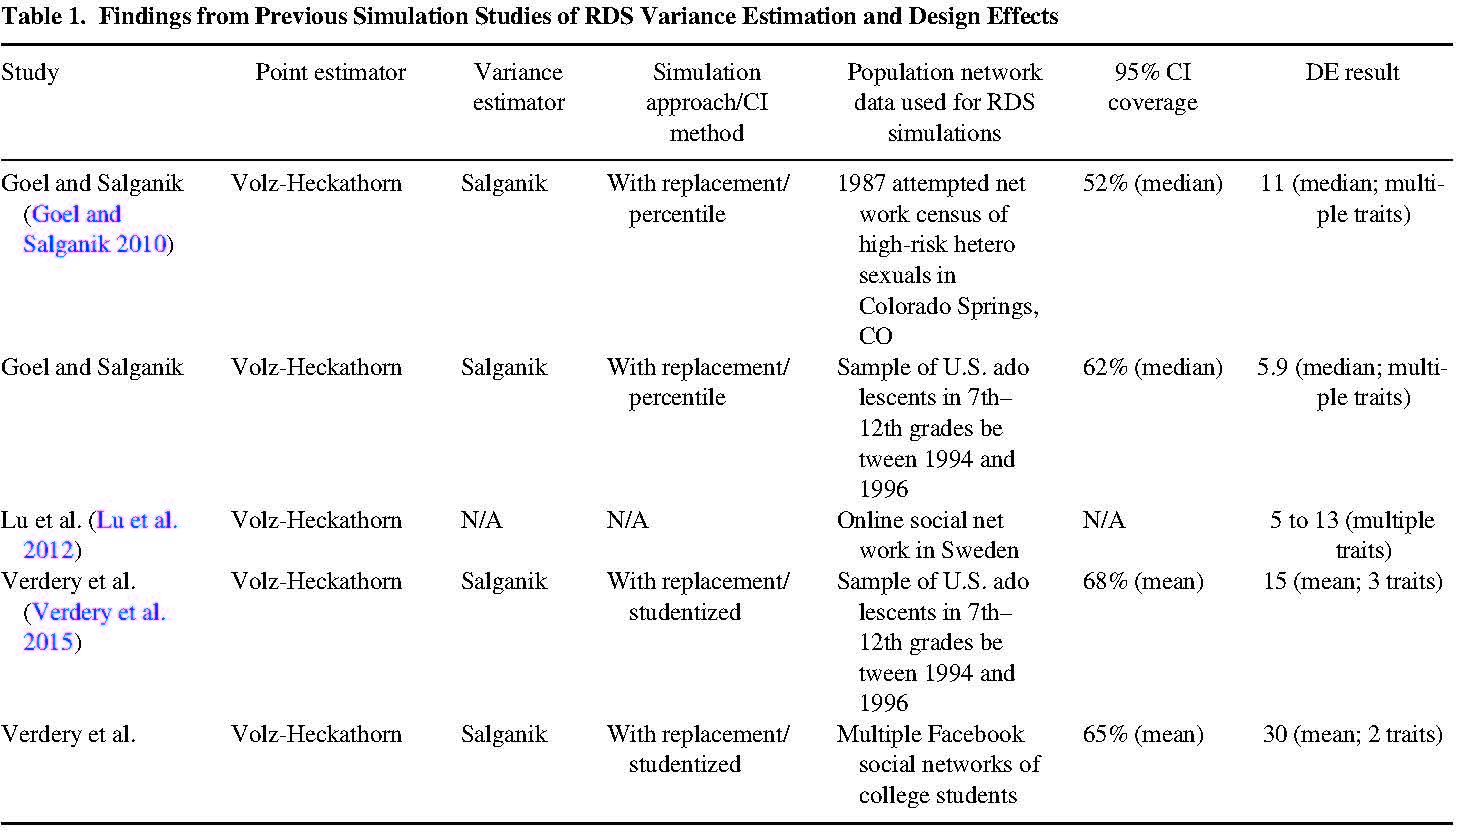 Table 1. Findings from Previous Simulation Studies of RDS Variance Estimation and Design Effects
Study Point estimator Variance estimator Simulation approach/CI method Population network data used for RDS simulations 95% CI coverage DE result
Goel and Salganik Volz-Heckathorn Salganik With replacement/ 1987 attempted net 52% (median) 11 (median; multi-
(Goel and percentile work census of ple traits)
Salganik 2010) high-risk hetero
sexuals in
Colorado Springs,
CO
Goel and Salganik Volz-Heckathorn Salganik With replacement/ Sample of U.S. ado 62% (median) 5.9 (median; multi-
percentile lescents in 7th– ple traits)
12th grades be
tween 1994 and
1996
Lu et al. (Lu et al. Volz-Heckathorn N/A N/A Online social net N/A 5 to 13 (multiple
2012) work in Sweden traits)
Verdery et al. Volz-Heckathorn Salganik With replacement/ Sample of U.S. ado 68% (mean) 15 (mean; 3 traits)
(Verdery et al. studentized lescents in 7th–
2015) 12th grades be
tween 1994 and
1996
Verdery et al. Volz-Heckathorn Salganik With replacement/ Multiple Facebook 65% (mean) 30 (mean; 2 traits)
studentized social networks of
college students